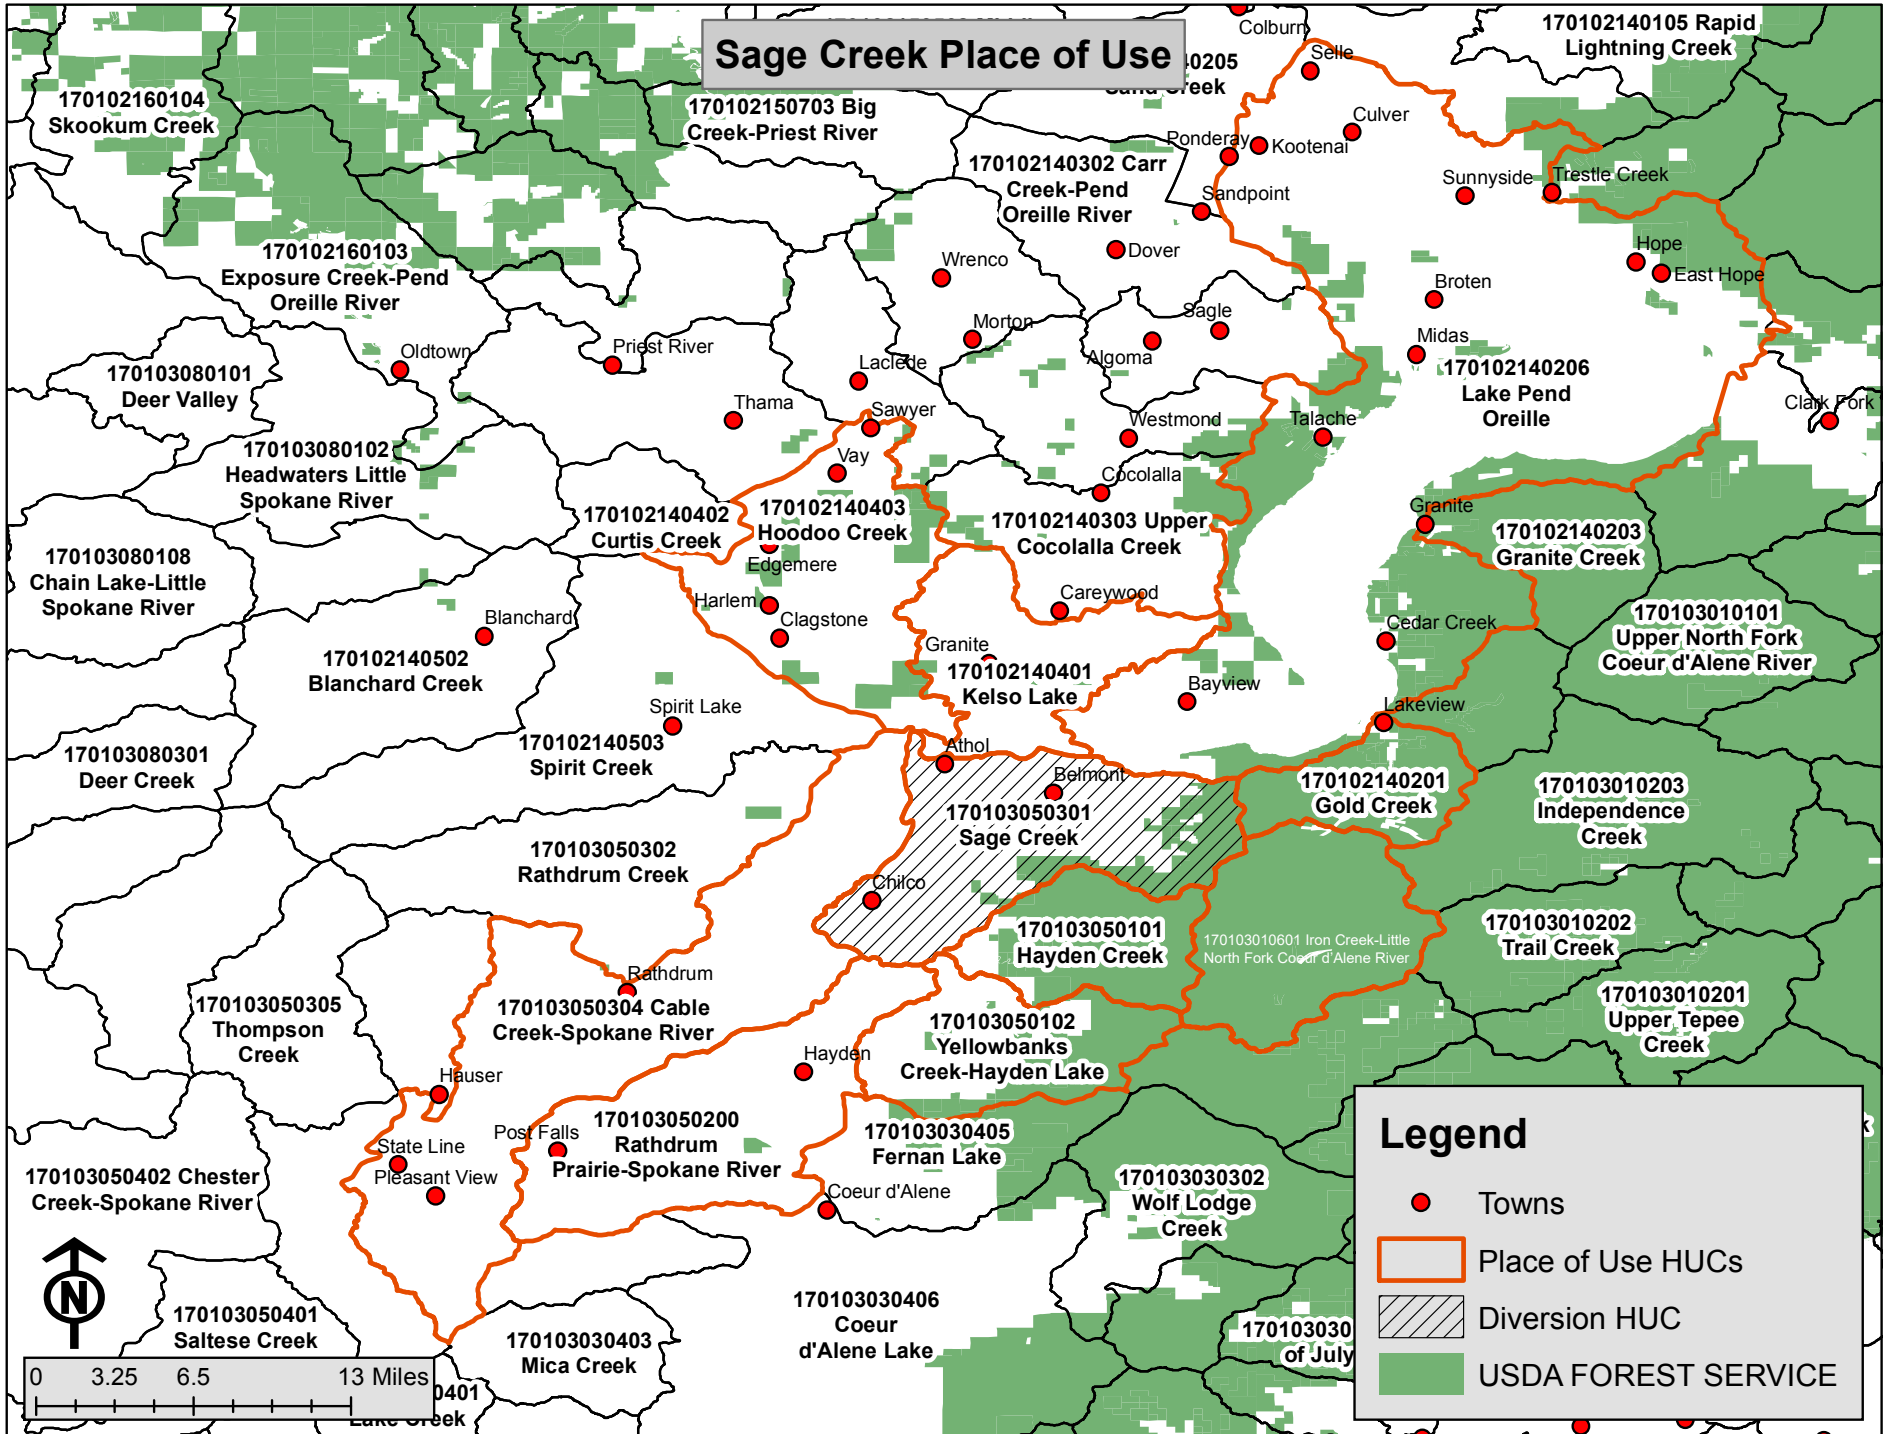 Sage Creek Place of Use
Colburn
Selle
170102140105 Rapid
Lightning Creek
170102160104
Skookum Creek
170102150703 Big
Creek-Priest River
0205
Sand Creek
Culver
Ponderay
Kootenai
170102140302 Carr
Creek-Pend
Oreille River
Sandpoint
Sunnyside
Trestle Creek
Dover
Hope
East Hope
170102160103
Exposure Creek-Pend
Oreille River
Wrenco
Broten
Morton
Sagle
Algoma
Midas
Oldtown
Priest River
Laclede
170102140206
Lake Pend
Oreille
170103080101
Deer Valley
Thama
Sawyer
Westmond
Talache
Clark Fork
170103080102
Headwaters Little
Spokane River
Vay
Cocolalla
170102140402
Curtis Creek
170102140403
Hoodoo Creek
170102140303 Upper
Cocolalla Creek
Granite
170102140203
Granite Creek
170103080108
Chain Lake-Little
Spokane River
Edgemere
Harlem
Clagstone
Careywood
Blanchard
170103010101
Upper North Fork
Coeur d'Alene River
Cedar Creek
Granite
170102140401
Kelso Lake
170102140502
Blanchard Creek
Bayview
Lakeview
Spirit Lake
170102140503
Spirit Creek
170103080301
Deer Creek
Athol
Belmont
170102140201
Gold Creek
170103010203
Independence
Creek
170103050301
Sage Creek
170103050302
Rathdrum Creek
Chilco
170103050101
Hayden Creek
170103010601 Iron Creek-Little
North Fork Coeur d'Alene River
170103010202
Trail Creek
Rathdrum
170103050304 Cable
Creek-Spokane River
170103050305
Thompson
Creek
170103050102
Yellowbanks
Creek-Hayden Lake
170103010201
Upper Tepee
Creek
Hayden
Hauser
170103050200
Rathdrum
Prairie-Spokane River
Post Falls
170103030405
Fernan Lake
State Line
Pleasant View
170103050402 Chester
Creek-Spokane River
Coeur d'Alene
170103030302
Wolf Lodge
Creek
170103030406
Coeur
d'Alene Lake
170103050401
Saltese Creek
170103030403
Mica Creek
170103030
of July
N
0 3.25 6.5 13 Miles
0401
Lake Creek
Legend
Towns
Place of Use HUCs
Diversion HUC
USDA FOREST SERVICE